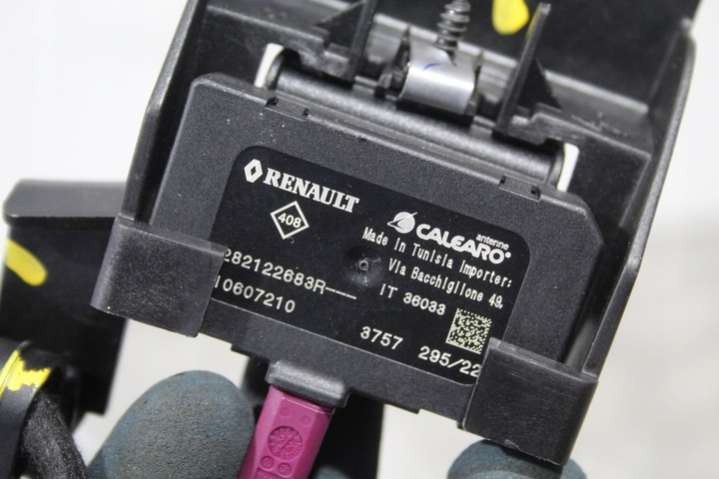 RENAULT
408
CALEARO®
antenne
Made in Tunisia Importer:
Via Bacchiglione 49,
IT 36033
282122683R---
10607210
3757 295/22